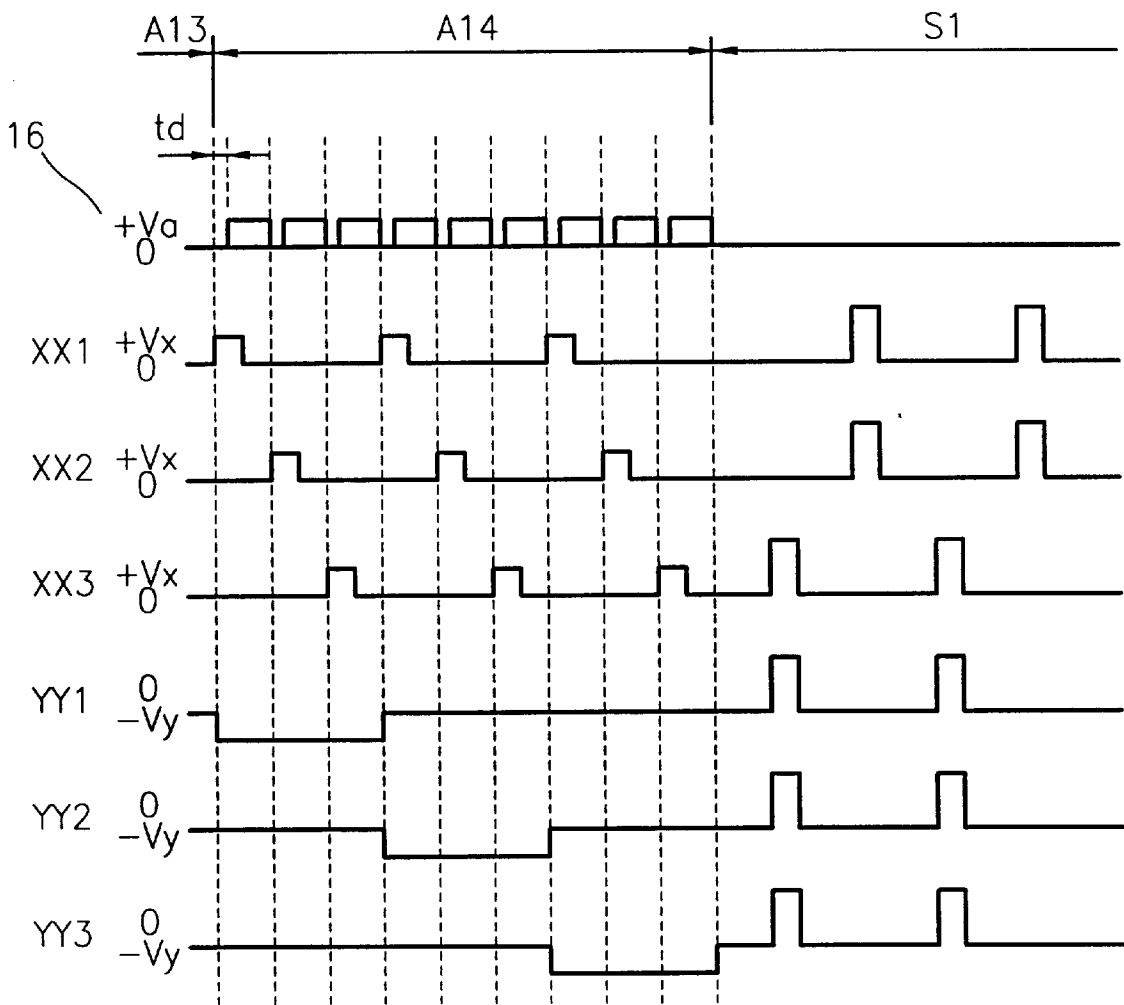 A13 A14 S1
td
16
+Va
0
XX1 +Vx
0
XX2 +Vx
0
XX3 +Vx
0
YY1 0
-Vy
YY2 0
-Vy
YY3 0
-Vy